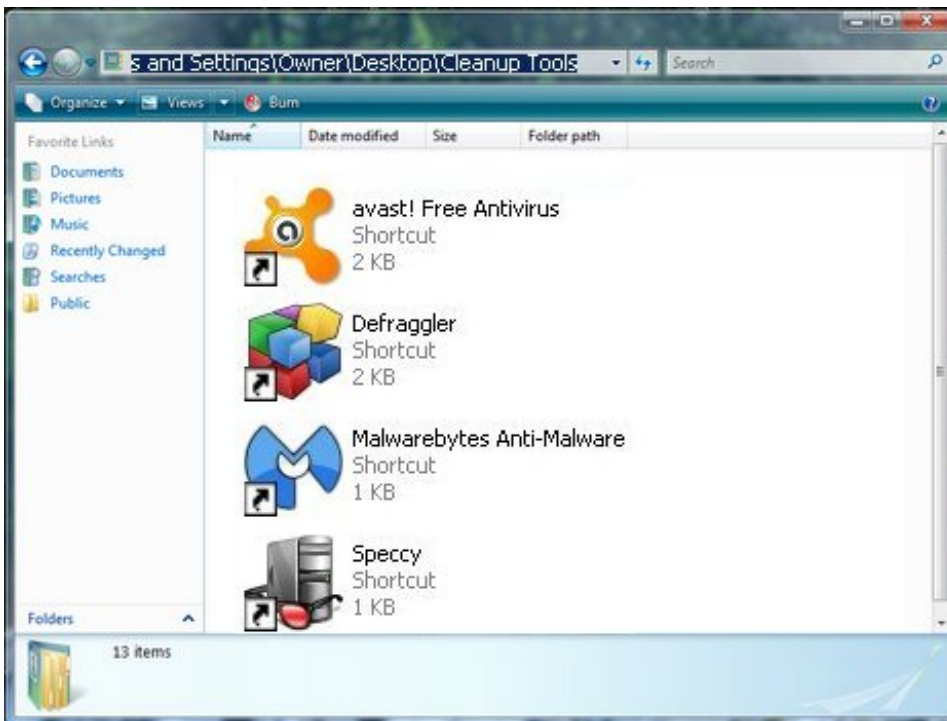 s and Settings\Owner\Desktop\Cleanup Tools
Search
Organize
Views
Burn
Favorite Links
Documents
Pictures
Music
Recently Changed
Searches
Public
Folders
Name
Date modified
Size
Folder path
avast! Free Antivirus
Shortcut
2 KB
Defraggler
Shortcut
2 KB
Malwarebytes Anti-Malware
Shortcut
1 KB
Speccy
Shortcut
1 KB
13 items